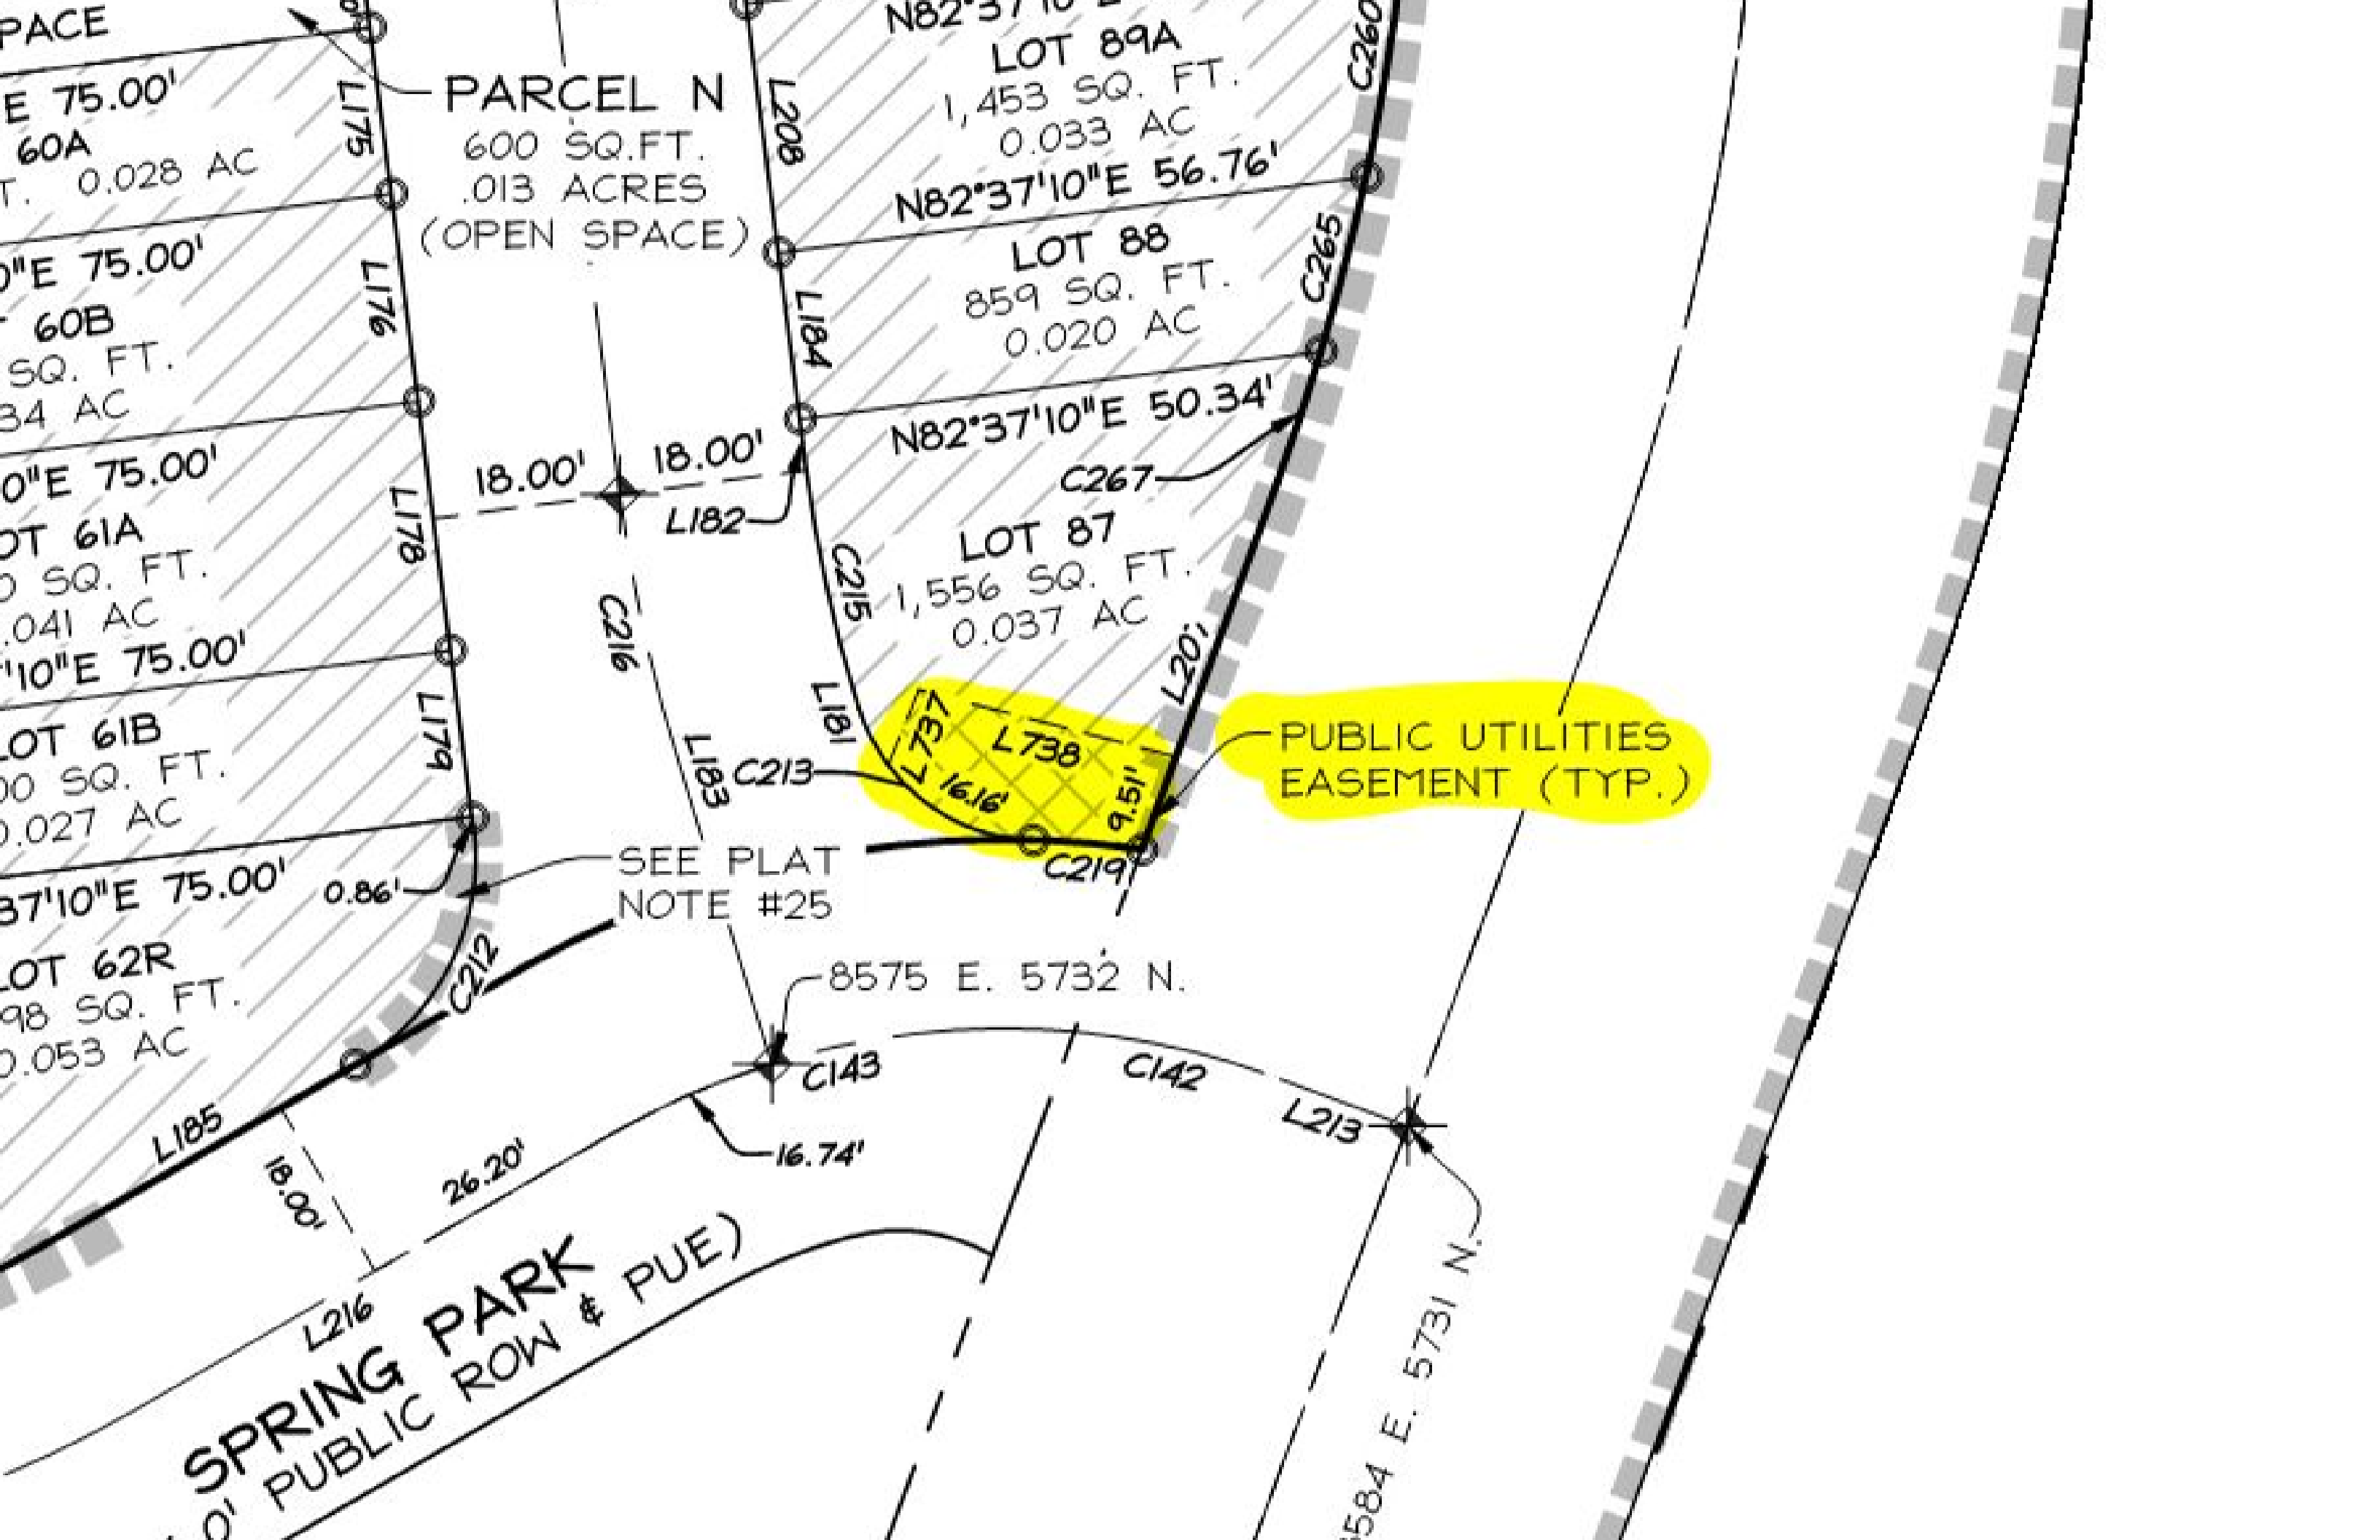 PACE
E 75.00'
60A
T. 0.028 AC
0"E 75.00'
60B
SQ. FT.
34 AC
0"E 75.00'
OT 61A
0 SQ. FT.
.041 AC
'10"E 75.00'
LOT 61B
00 SQ. FT.
0.027 AC
37'10"E 75.00'
LOT 62R
98 SQ. FT.
0.053 AC
L175
L176
L178
L179
0.86'
C212
L185
18.00'
26.20'
L216
PARCEL N
600 SQ.FT.
.013 ACRES
(OPEN SPACE)
L208
L184
18.00'
18.00'
L182
C216
C215
L183
L181
C213
SEE PLAT
NOTE #25
N82°37'10"E
LOT 89A
1,453 SQ. FT.
0.033 AC
N82°37'10"E 56.76'
LOT 88
859 SQ. FT.
0.020 AC
N82°37'10"E 50.34'
C260
C265
C267
LOT 87
1,556 SQ. FT.
0.037 AC
L737
L738
16.16'
9.51'
C219
PUBLIC UTILITIES
EASEMENT (TYP.)
8575 E. 5732 N.
C143
C142
L213
16.74'
SPRING PARK
0' PUBLIC ROW & PUE)
584 E. 5731 N.